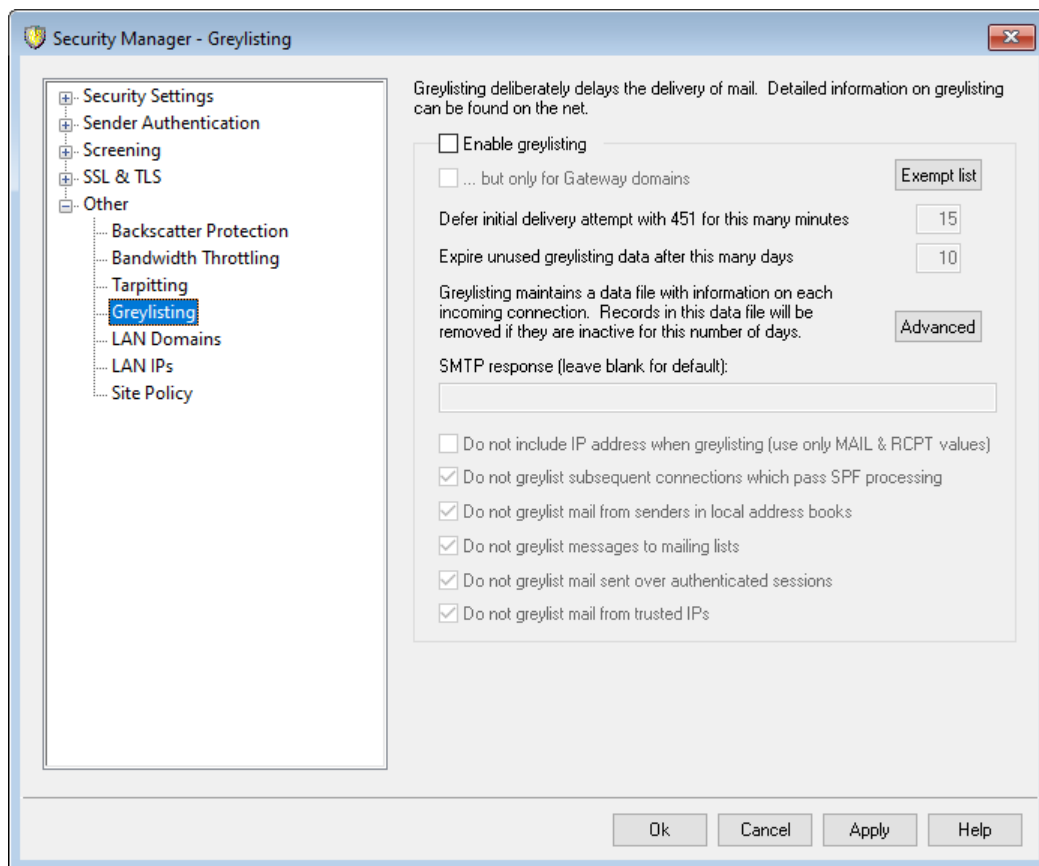 Security Manager - Greylisting
Security Settings
Sender Authentication
Screening
SSL & TLS
Other
Backscatter Protection
Bandwidth Throttling
Tarpitting
Greylisting
LAN Domains
LAN IPs
Site Policy
Greylisting deliberately delays the delivery of mail. Detailed information on greylisting
can be found on the net.
Enable greylisting
... but only for Gateway domains
Exempt list
Defer initial delivery attempt with 451 for this many minutes
15
Expire unused greylisting data after this many days
10
Greylisting maintains a data file with information on each
incoming connection. Records in this data file will be
removed if they are inactive for this number of days.
Advanced
SMTP response (leave blank for default):
Do not include IP address when greylisting (use only MAIL & RCPT values)
Do not greylist subsequent connections which pass SPF processing
Do not greylist mail from senders in local address books
Do not greylist messages to mailing lists
Do not greylist mail sent over authenticated sessions
Do not greylist mail from trusted IPs
Ok
Cancel
Apply
Help